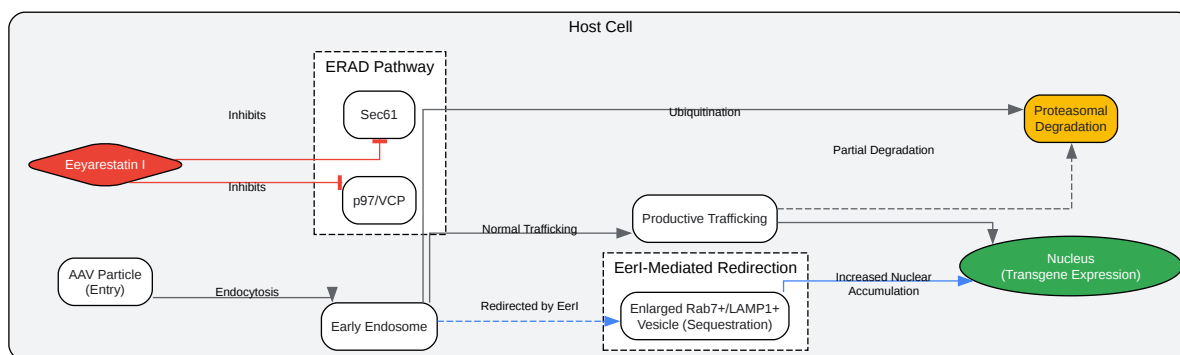 Host Cell
ERAD Pathway
Sec61
Inhibits
Ubiquitination
Proteasomal
Degradation
Eeyarestatin I
Partial Degradation
Inhibits
p97/VCP
Productive Trafficking
Normal Trafficking
AAV Particle
(Entry)
Endocytosis
Early Endosome
Redirected by EerI
EerI-Mediated Redirection
Enlarged Rab7+/LAMP1+
Vesicle (Sequestration)
Increased Nuclear
Accumulation
Nucleus
(Transgene Expression)